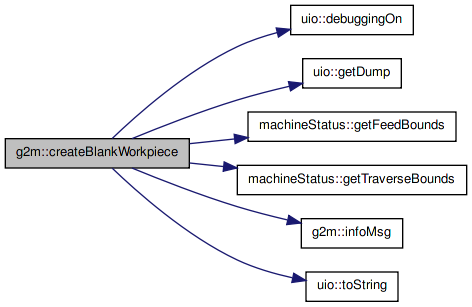 uio::debuggingOn
uio::getDump
machineStatus::getFeedBounds
g2m::createBlankWorkpiece
machineStatus::getTraverseBounds
g2m::infoMsg
uio::toString